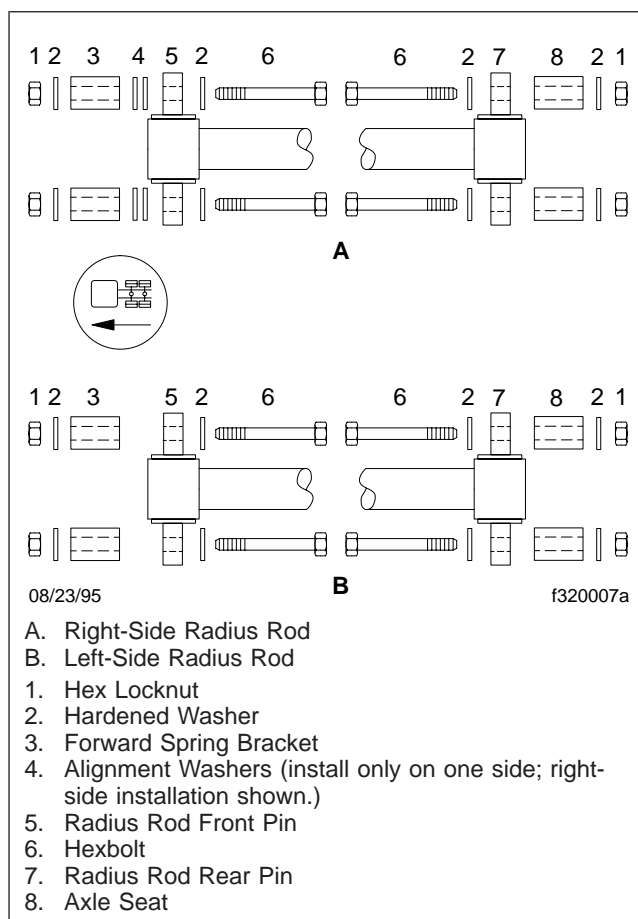 1 2 3 4 5 2 6 6 2 7 8 2 1
A
1 2 3 5 2 6 6 2 7 8 2 1
08/23/95 B f320007a
A. Right-Side Radius Rod
B. Left-Side Radius Rod
1. Hex Locknut
2. Hardened Washer
3. Forward Spring Bracket
4. Alignment Washers (install only on one side; right-
side installation shown.)
5. Radius Rod Front Pin
6. Hexbolt
7. Radius Rod Rear Pin
8. Axle Seat